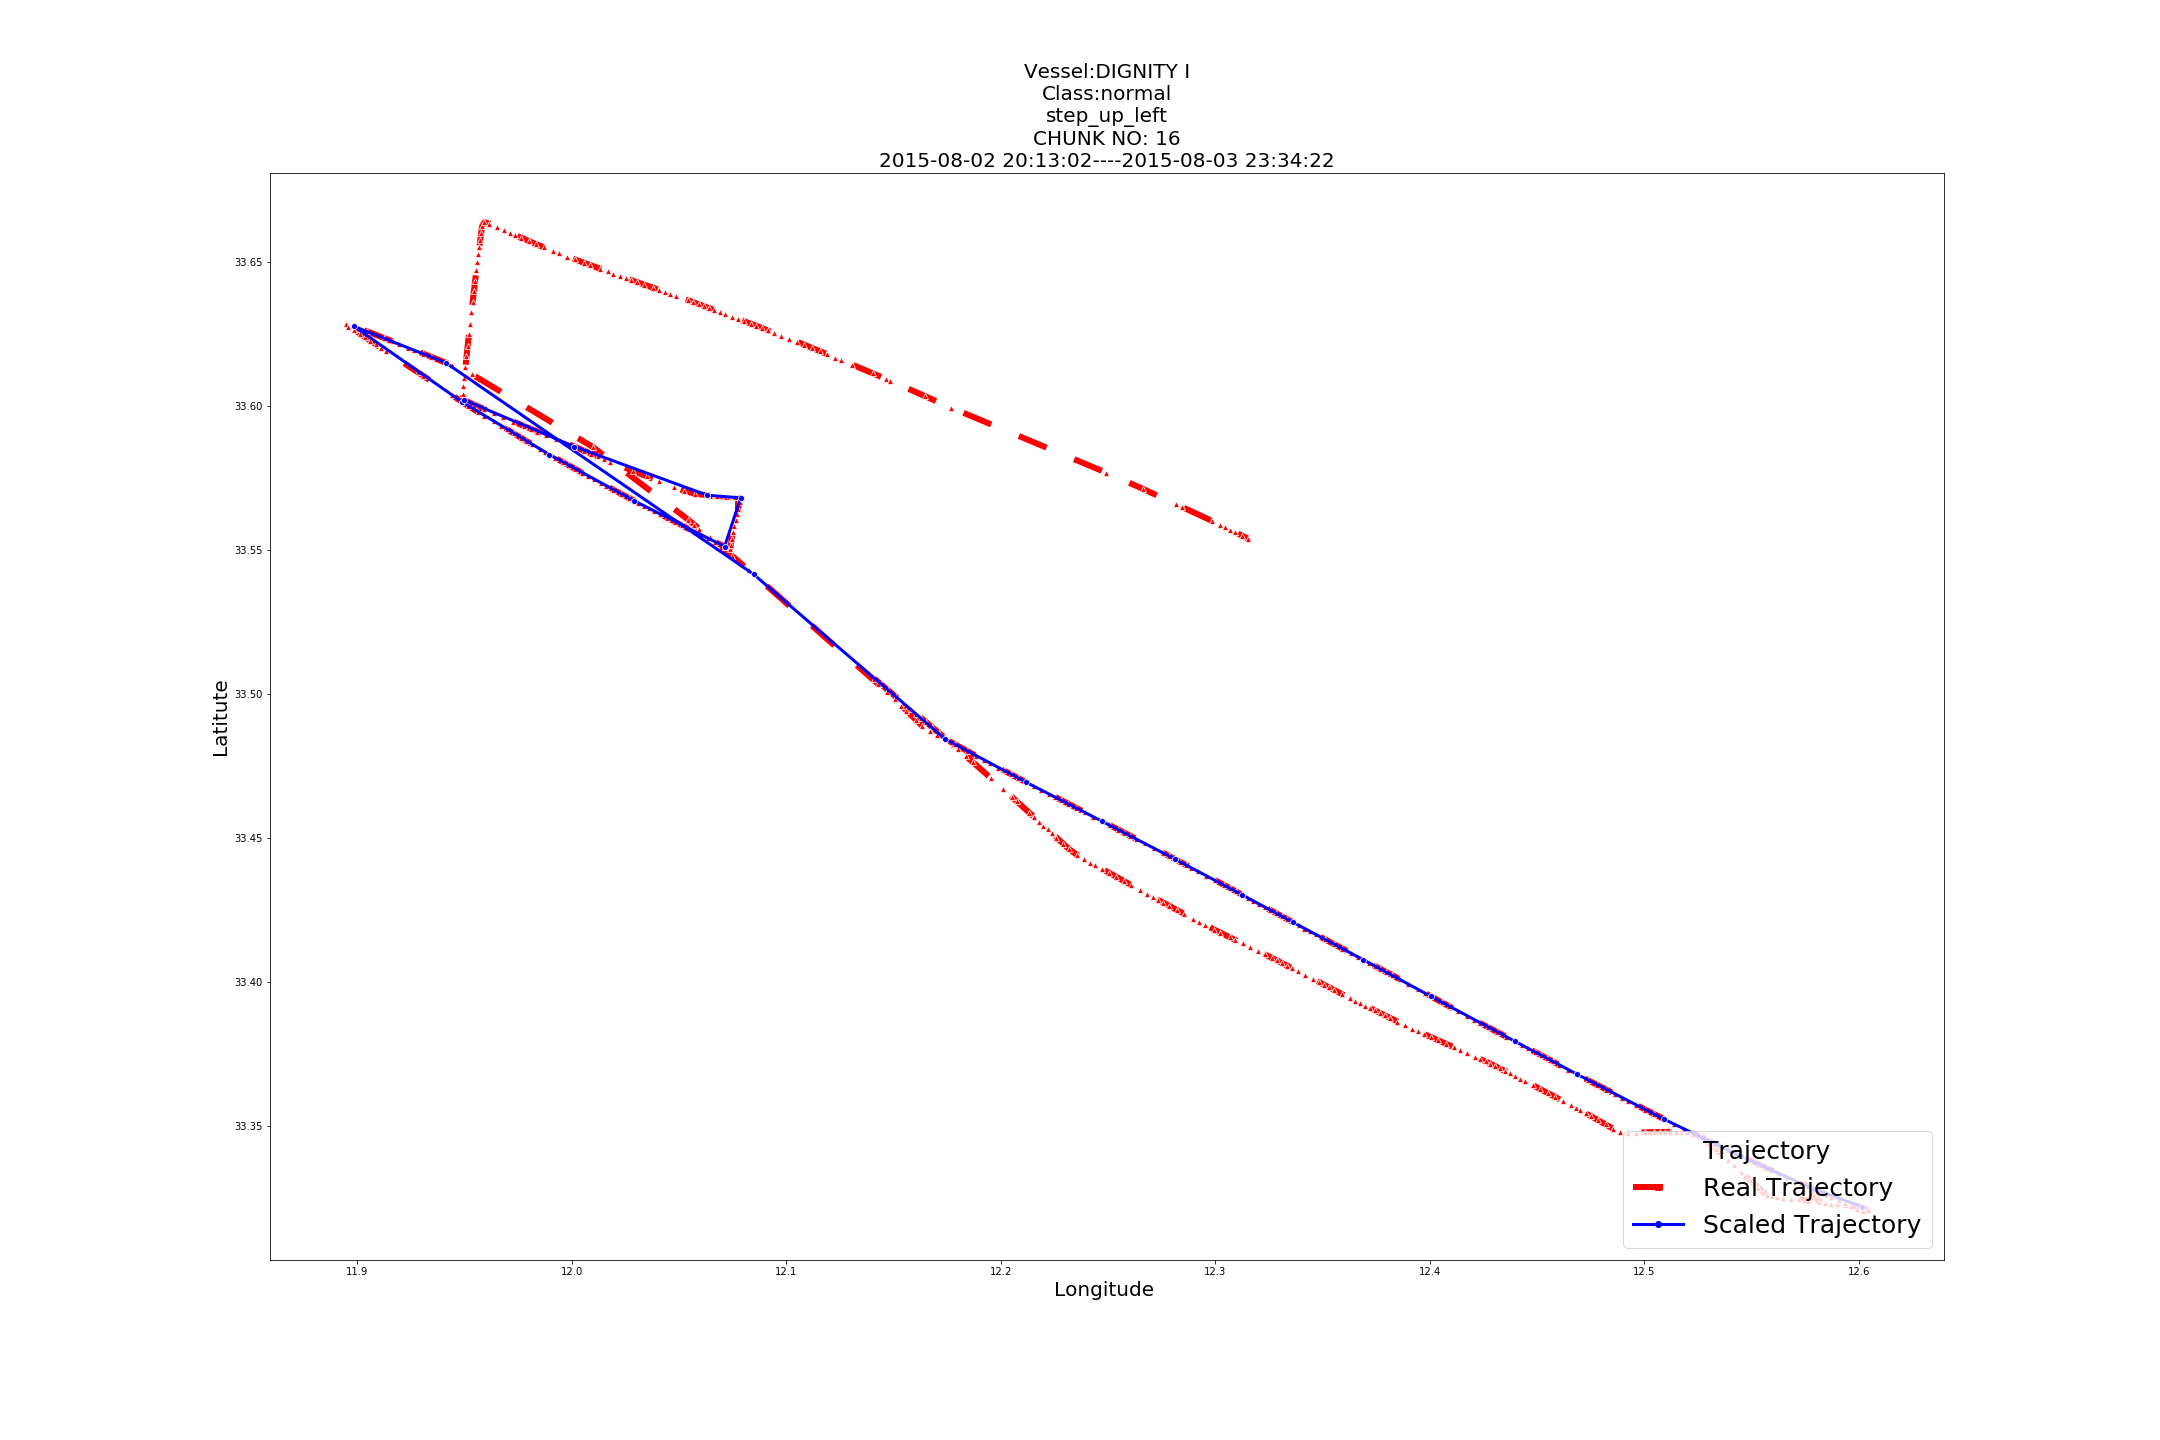 Vessel:DIGNITY I
Class:normal
step_up_left
CHUNK NO: 16
2015-08-02 20:13:02----2015-08-03 23:34:22
Latitute
33.65
33.60
33.55
33.50
33.45
33.40
33.35
Trajectory
Real Trajectory
Scaled Trajectory
11.9 12.0 12.1 12.2 12.3 12.4 12.5 12.6
Longitude